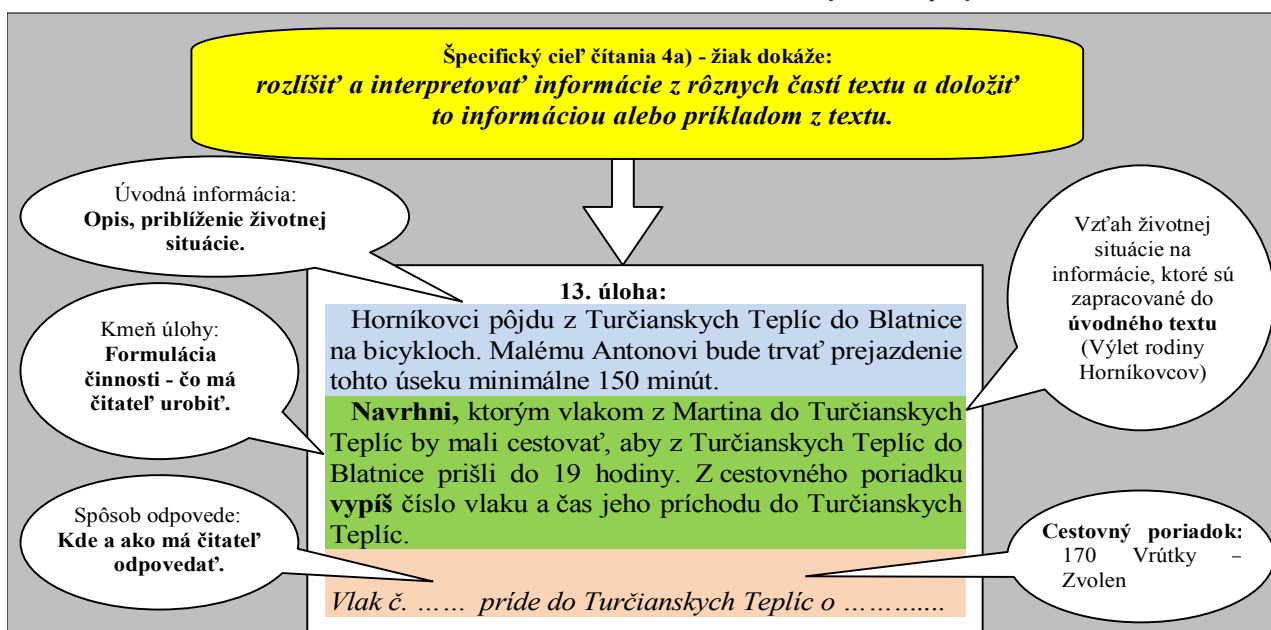 Špecifický cieľ čítania 4a) - žiak dokáže:
rozlíšiť a interpretovať informácie z rôznych častí textu a doložiť
to informáciou alebo príkladom z textu.
Úvodná informácia:
Opis, priblíženie životnej
situácie.
Kmeň úlohy:
Formulácia
činnosti - čo má
čitateľ urobiť.
Spôsob odpovede:
Kde a ako má čitateľ
odpovedať.
13. úloha:
Horníkovci pôjdu z Turčianskych Teplíc do Blatnice
na bicykloch. Malému Antonovi bude trvať prejazdenie
tohto úseku minimálne 150 minút.
Navrhni, ktorým vlakom z Martina do Turčianskych
Teplíc by mali cestovať, aby z Turčianskych Teplíc do
Blatnice prišli do 19 hodiny. Z cestovného poriadku
vypíš číslo vlaku a čas jeho príchodu do Turčianskych
Teplíc.
Vlak č. …… príde do Turčianskych Teplíc o ………......
Vzťah životnej
situácie na
informácie, ktoré sú
zapracované do
úvodného textu
(Výlet rodiny
Horníkovcov)
Cestovný poriadok:
170 Vrútky –
Zvolen